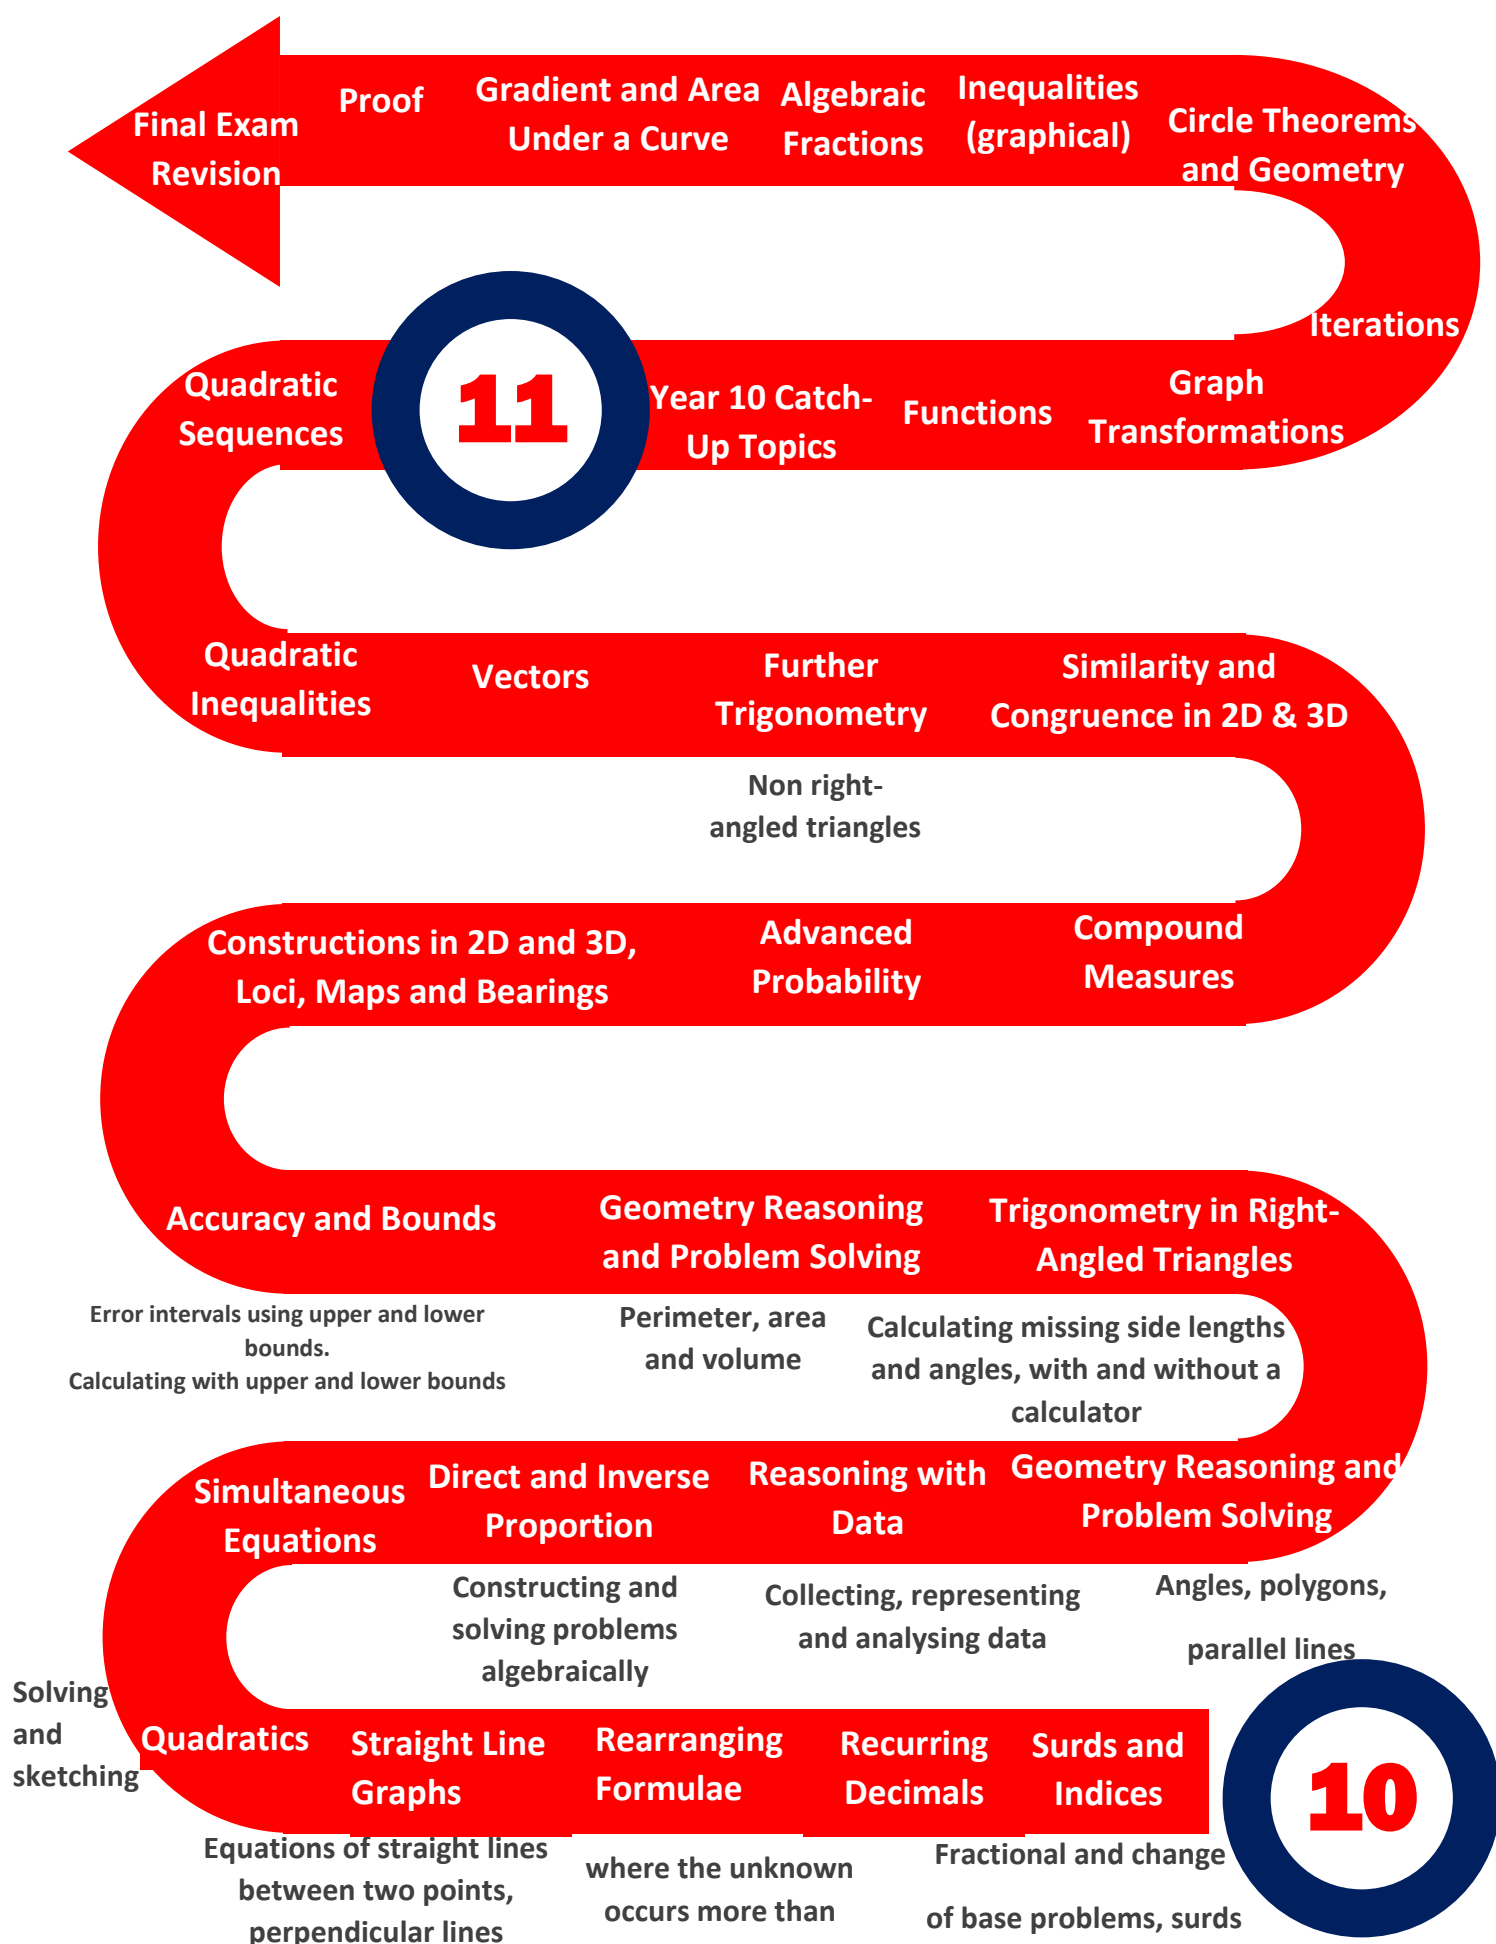 Final Exam
Revision
Proof
Gradient and Area
Under a Curve
Algebraic
Fractions
Inequalities
(graphical)
Circle Theorems
and Geometry
Iterations
Quadratic
Sequences
11
Year 10 Catch-
Up Topics
Functions
Graph
Transformations
Quadratic
Inequalities
Vectors
Further
Trigonometry
Similarity and
Congruence in 2D & 3D
Non right-
angled triangles
Constructions in 2D and 3D,
Loci, Maps and Bearings
Advanced
Probability
Compound
Measures
Accuracy and Bounds
Geometry Reasoning
and Problem Solving
Trigonometry in Right-
Angled Triangles
Error intervals using upper and lower
bounds.
Calculating with upper and lower bounds
Perimeter, area
and volume
Calculating missing side lengths
and angles, with and without a
calculator
Simultaneous
Equations
Direct and Inverse
Proportion
Reasoning with
Data
Geometry Reasoning and
Problem Solving
Constructing and
solving problems
algebraically
Collecting, representing
and analysing data
Angles, polygons,
parallel lines
Solving
and
sketching
Quadratics
Straight Line
Graphs
Rearranging
Formulae
Recurring
Decimals
Surds and
Indices
10
Equations of straight lines
between two points,
perpendicular lines
where the unknown
occurs more than
Fractional and change
of base problems, surds